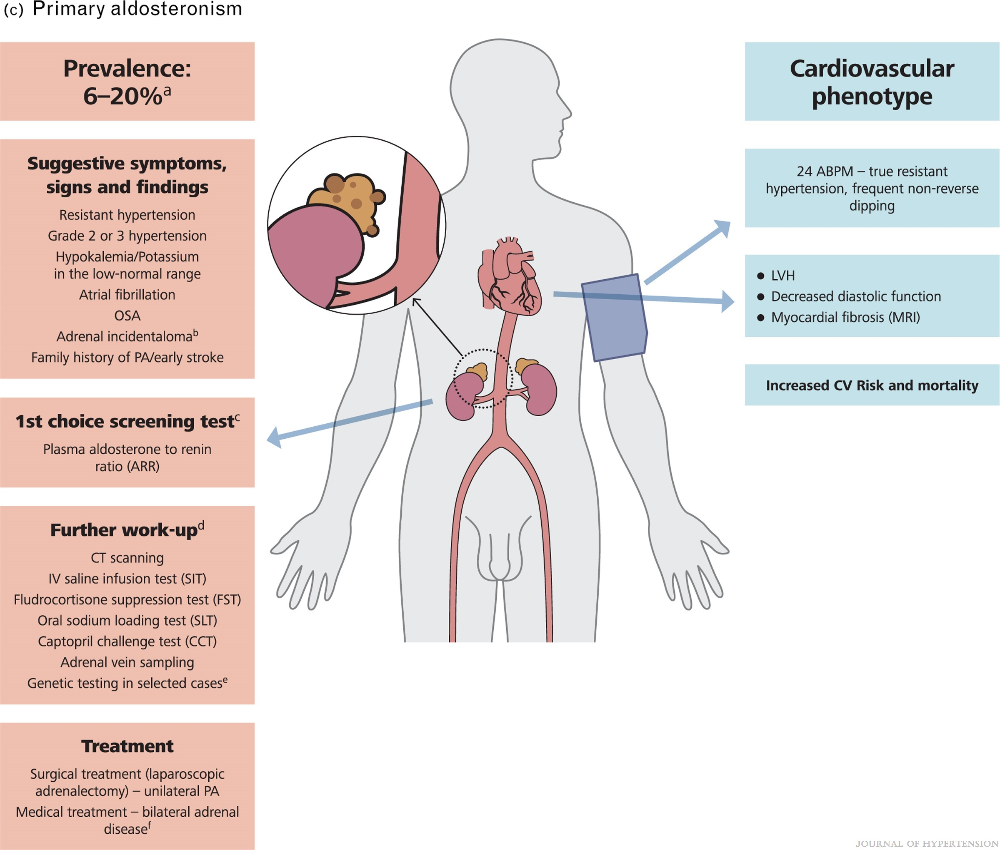 (c) Primary aldosteronism
Prevalence:
6–20%a
Suggestive symptoms,
signs and findings
Resistant hypertension
Grade 2 or 3 hypertension
Hypokalemia/Potassium
in the low-normal range
Atrial fibrillation
OSA
Adrenal incidentalomab
Family history of PA/early stroke
1st choice screening testc
Plasma aldosterone to renin
ratio (ARR)
Further work-upd
CT scanning
IV saline infusion test (SIT)
Fludrocortisone suppression test (FST)
Oral sodium loading test (SLT)
Captopril challenge test (CCT)
Adrenal vein sampling
Genetic testing in selected casese
Treatment
Surgical treatment (laparoscopic
adrenalectomy) – unilateral PA
Medical treatment – bilateral adrenal
diseasef
Cardiovascular
phenotype
24 ABPM – true resistant
hypertension, frequent non-reverse
dipping
● LVH
● Decreased diastolic function
● Myocardial fibrosis (MRI)
Increased CV Risk and mortality
JOURNAL OF HYPERTENSION